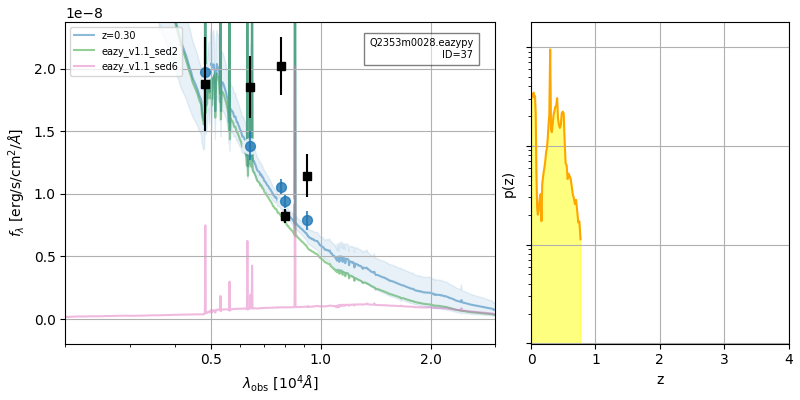 1e−8
z=0.30
eazy_v1.1_sed2
eazy_v1.1_sed6
Q2353m0028.eazypy
ID=37
2.0
1.5
1.0
0.5
0.0
f_λ [erg/s/cm²/Å]
0.5 1.0 2.0
λ_obs [10⁴Å]
p(z)
0 1 2 3 4
z